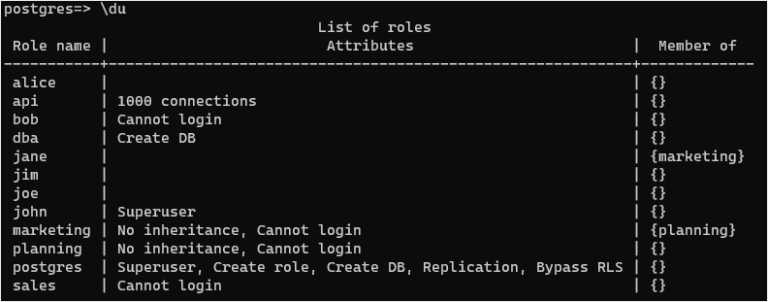 postgres=> \du
                                   List of roles
 Role name |                         Attributes                         |  Member of
-----------+------------------------------------------------------------+-------------
 alice     |                                                            | {}
 api       | 1000 connections                                           | {}
 bob       | Cannot login                                               | {}
 dba       | Create DB                                                  | {}
 jane      |                                                            | {marketing}
 jim       |                                                            | {}
 joe       |                                                            | {}
 john      | Superuser                                                  | {}
 marketing | No inheritance, Cannot login                               | {planning}
 planning  | No inheritance, Cannot login                               | {}
 postgres  | Superuser, Create role, Create DB, Replication, Bypass RLS | {}
 sales     | Cannot login                                               | {}